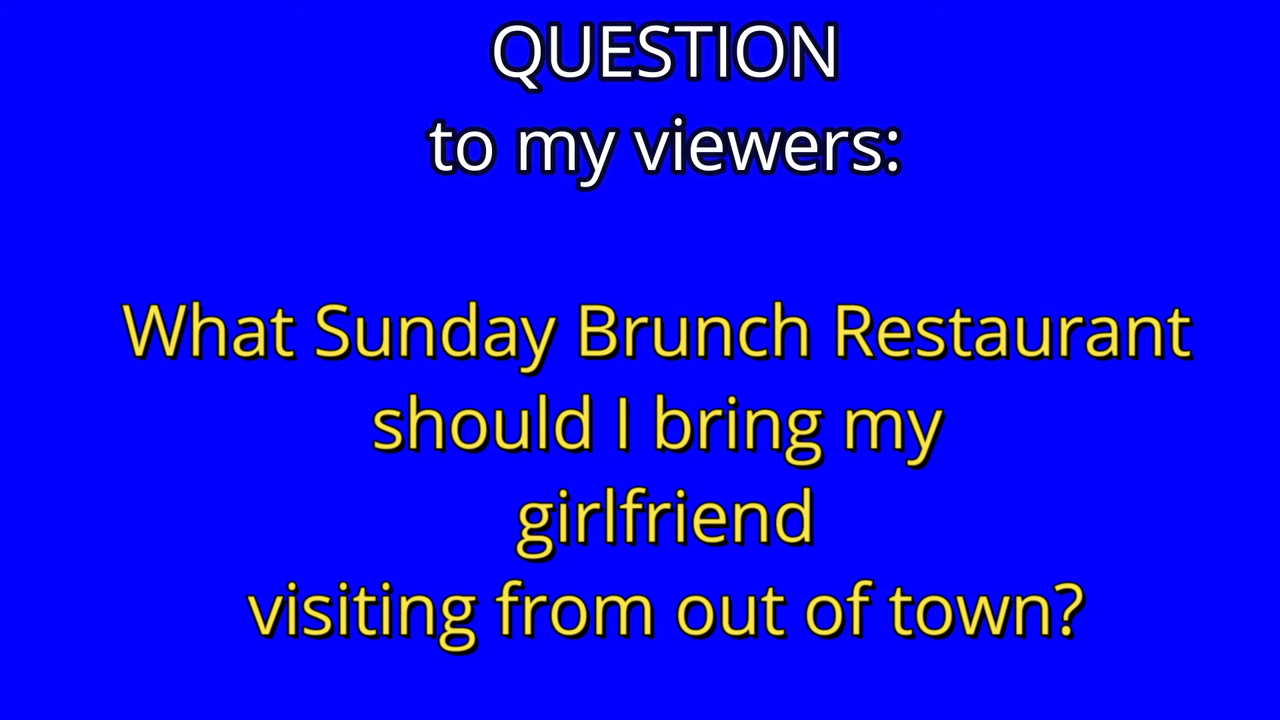 QUESTION
to my viewers:
What Sunday Brunch Restaurant
should I bring my
girlfriend
visiting from out of town?